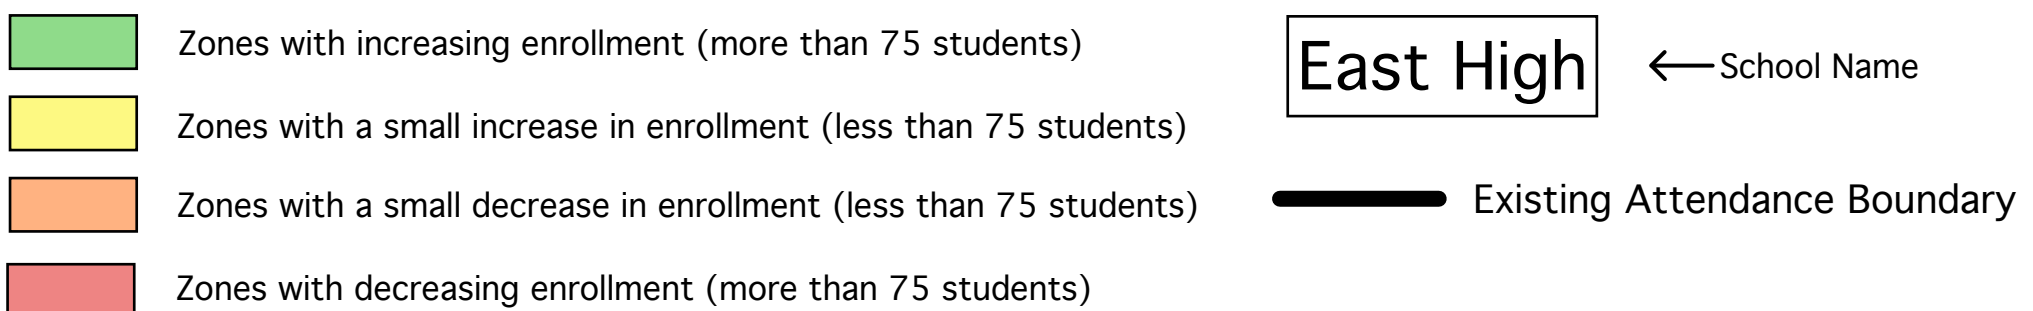 Zones with increasing enrollment (more than 75 students)
Zones with a small increase in enrollment (less than 75 students)
Zones with a small decrease in enrollment (less than 75 students)
Zones with decreasing enrollment (more than 75 students)
East High
School Name
Existing Attendance Boundary